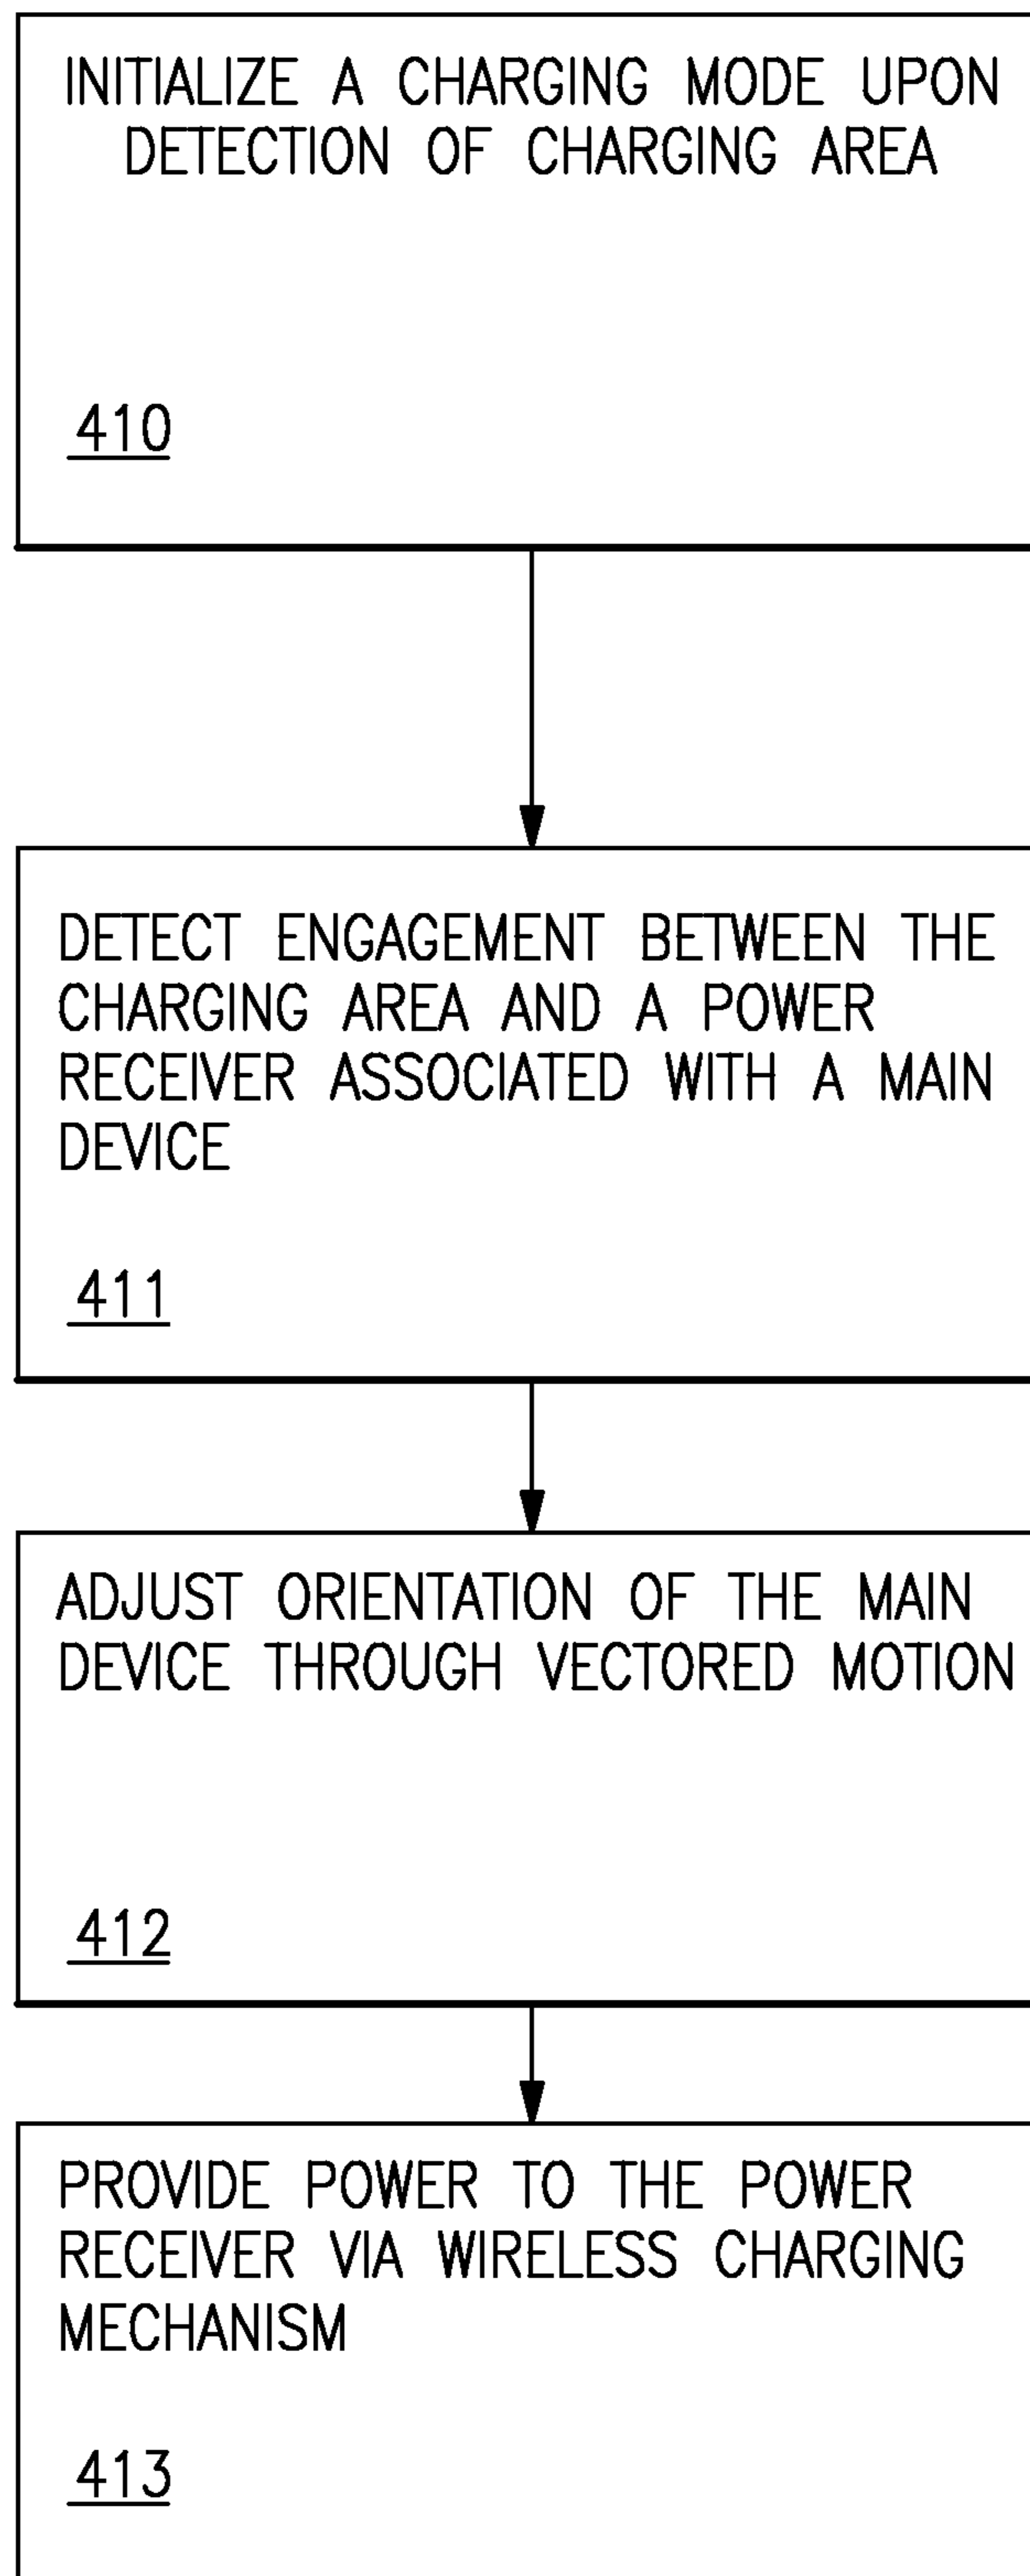 INITIALIZE A CHARGING MODE UPON
DETECTION OF CHARGING AREA
410
DETECT ENGAGEMENT BETWEEN THE
CHARGING AREA AND A POWER
RECEIVER ASSOCIATED WITH A MAIN
DEVICE
411
ADJUST ORIENTATION OF THE MAIN
DEVICE THROUGH VECTORED MOTION
412
PROVIDE POWER TO THE POWER
RECEIVER VIA WIRELESS CHARGING
MECHANISM
413